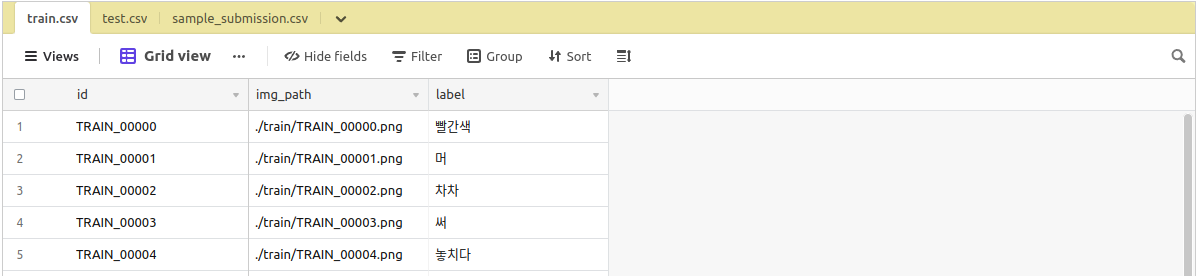 train.csv test.csv sample_submission.csv
Views Grid view ... Hide fields Filter Group Sort
id img_path label
1 TRAIN_00000 ./train/TRAIN_00000.png 빨간색
2 TRAIN_00001 ./train/TRAIN_00001.png 머
3 TRAIN_00002 ./train/TRAIN_00002.png 차차
4 TRAIN_00003 ./train/TRAIN_00003.png 써
5 TRAIN_00004 ./train/TRAIN_00004.png 놓치다